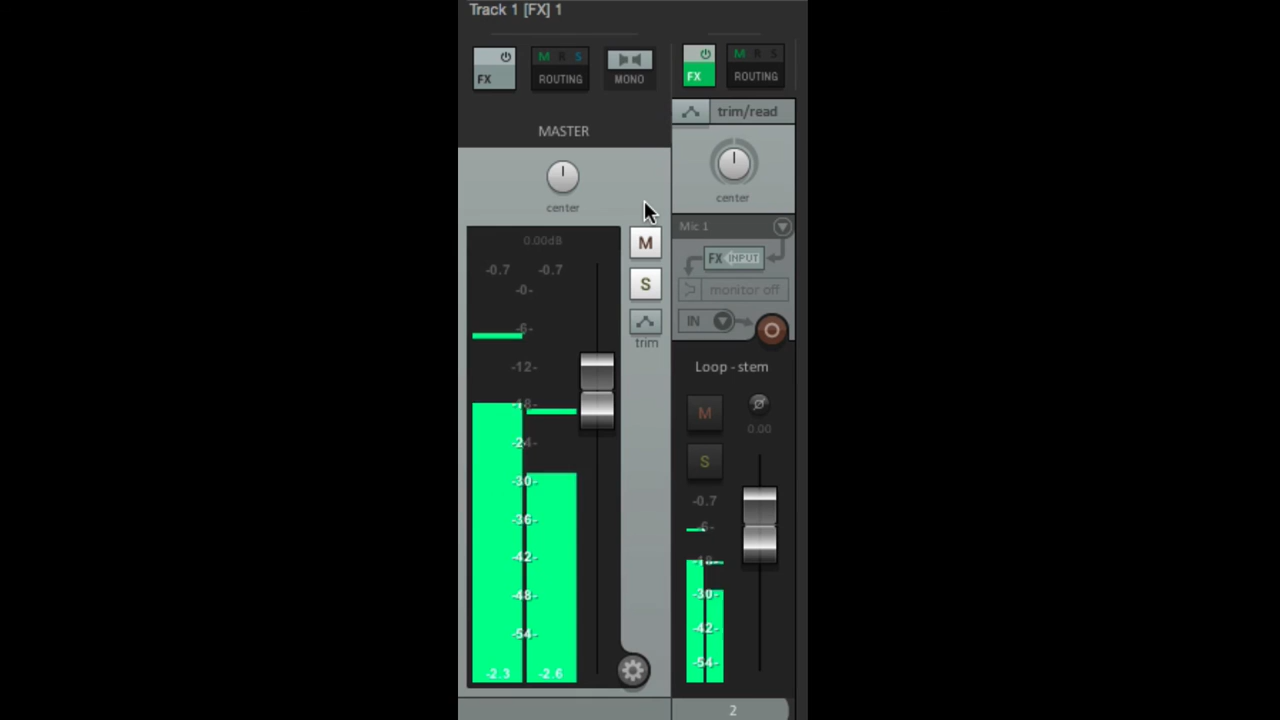 Track 1 [FX] 1
FX
M R S
ROUTING
MONO
MASTER
center
0.00dB
-0.7 -0.7
-0-
-6-
-12-
-18-
-24-
-30-
-36-
-42-
-48-
-54-
-2.3 -2.6
M
S
trim
FX
M R S
ROUTING
trim/read
center
Mic 1
FX INPUT
monitor off
IN
Loop - stem
M
0.00
S
-0.7
-6-
-18-
-30-
-42-
-54-
2